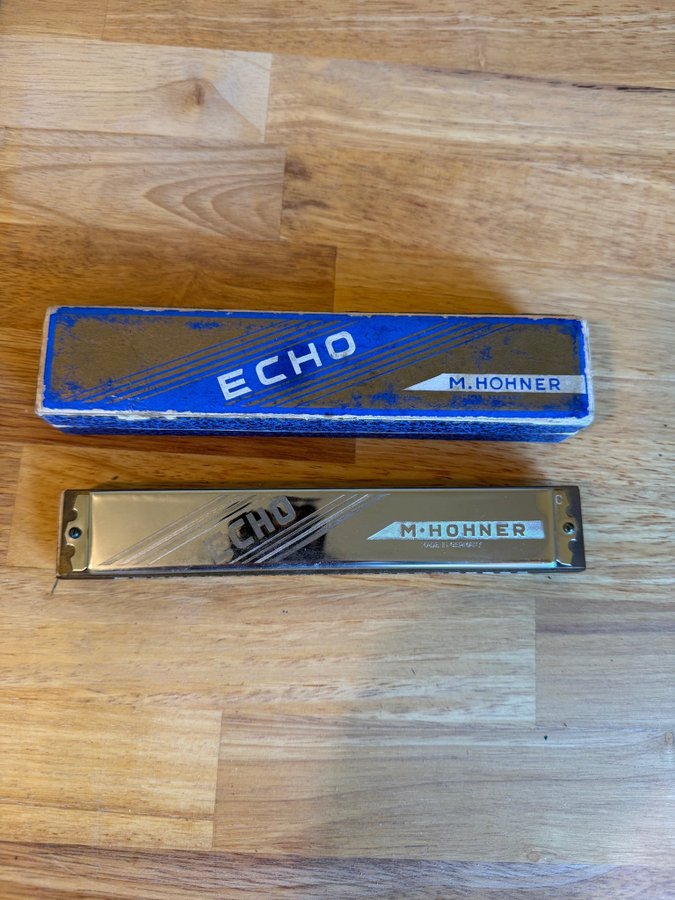 ECHO
M. HOHNER
C
ECHO
M•HOHNER
MADE IN GERMANY